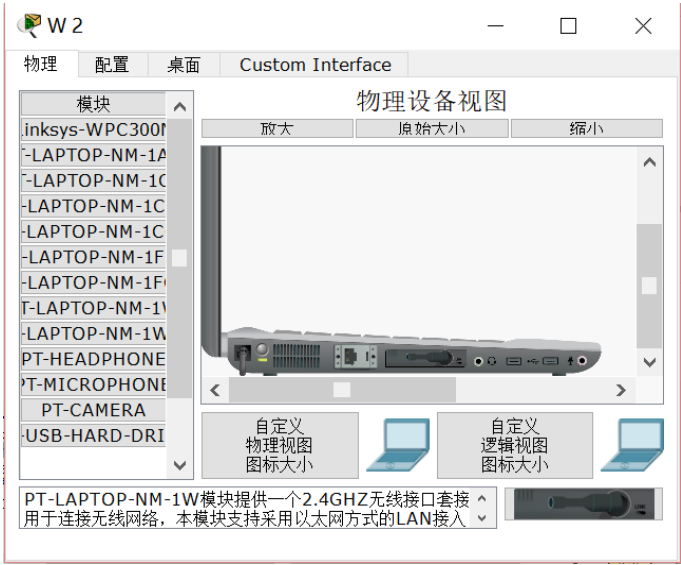 W 2
物理 配置 桌面 Custom Interface
模块
物理设备视图
放大 原始大小 缩小
inksys-WPC300N
-LAPTOP-NM-1A
T-LAPTOP-NM-1C
-LAPTOP-NM-1C
-LAPTOP-NM-1C
-LAPTOP-NM-1F
-LAPTOP-NM-1F
T-LAPTOP-NM-1
-LAPTOP-NM-1W
PT-HEADPHONE
PT-MICROPHONE
PT-CAMERA
-USB-HARD-DRI
自定义
物理视图
图标大小
自定义
逻辑视图
图标大小
PT-LAPTOP-NM-1W模块提供一个2.4GHZ无线接口套接
用于连接无线网络，本模块支持采用以太网方式的LAN接入